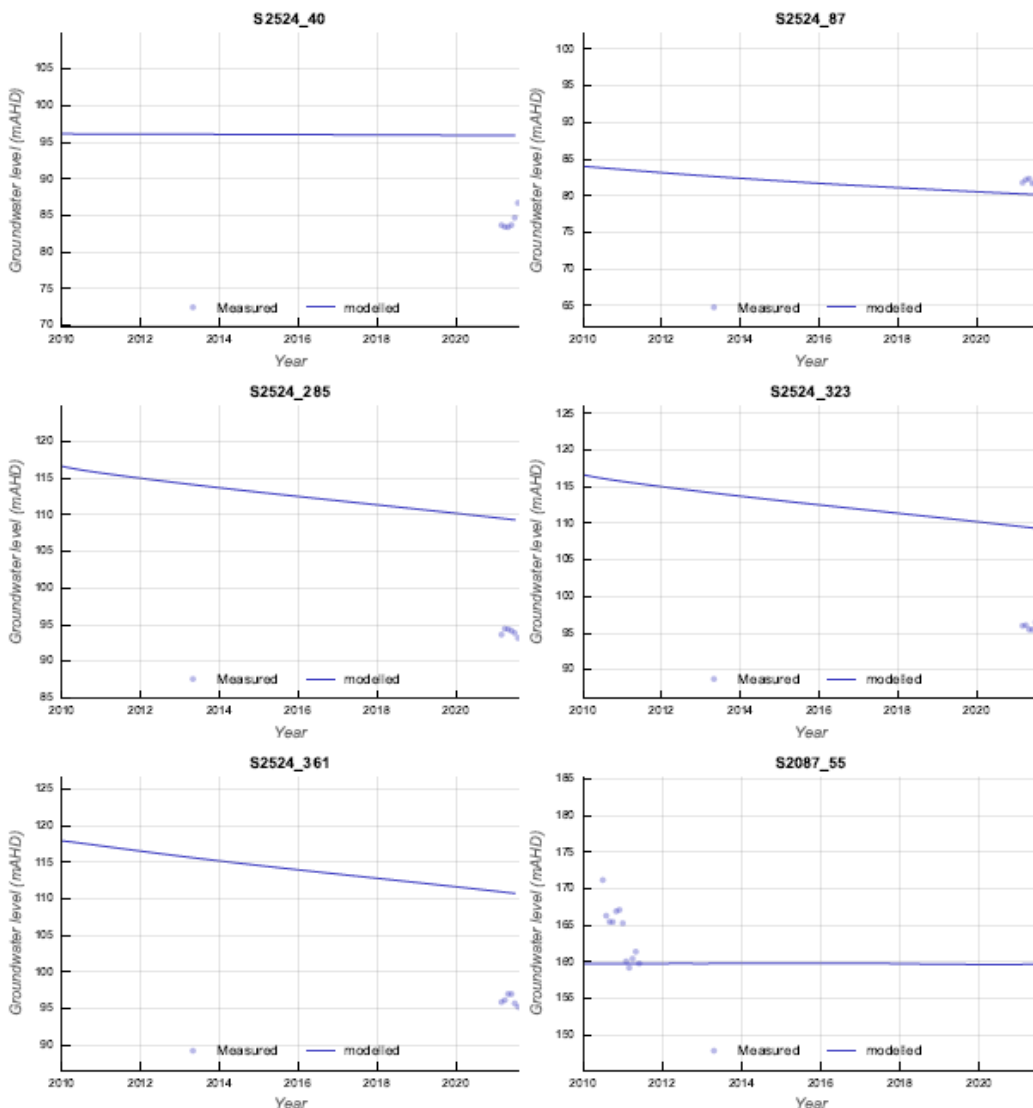 S2524_40
Groundwater level (mAHD)
105
100
95
90
85
80
75
70
Measured modelled
2010 2012 2014 2016 2018 2020
Year
S2524_87
Groundwater level (mAHD)
100
95
90
85
80
75
70
65
Measured modelled
2010 2012 2014 2016 2018 2020
Year
S2524_285
Groundwater level (mAHD)
120
115
110
105
100
95
90
85
Measured modelled
2010 2012 2014 2016 2018 2020
Year
S2524_323
Groundwater level (mAHD)
125
120
115
110
105
100
95
90
Measured modelled
2010 2012 2014 2016 2018 2020
Year
S2524_361
Groundwater level (mAHD)
125
120
115
110
105
100
95
90
Measured modelled
2010 2012 2014 2016 2018 2020
Year
S2087_55
Groundwater level (mAHD)
185
180
175
170
165
160
155
150
Measured modelled
2010 2012 2014 2016 2018 2020
Year